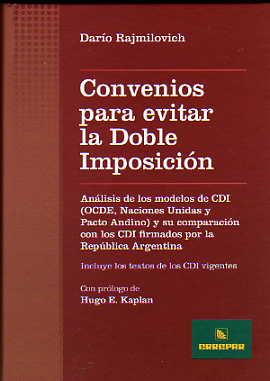 Darío Rajmilovich
Convenios
para evitar
la Doble
Imposición
Análisis de los modelos de CDI
(OCDE, Naciones Unidas y
Pacto Andino) y su comparación
con los CDI firmados por la
República Argentina
Incluye los textos de los CDI vigentes
Con prólogo de
Hugo E. Kaplan
ERREPAR